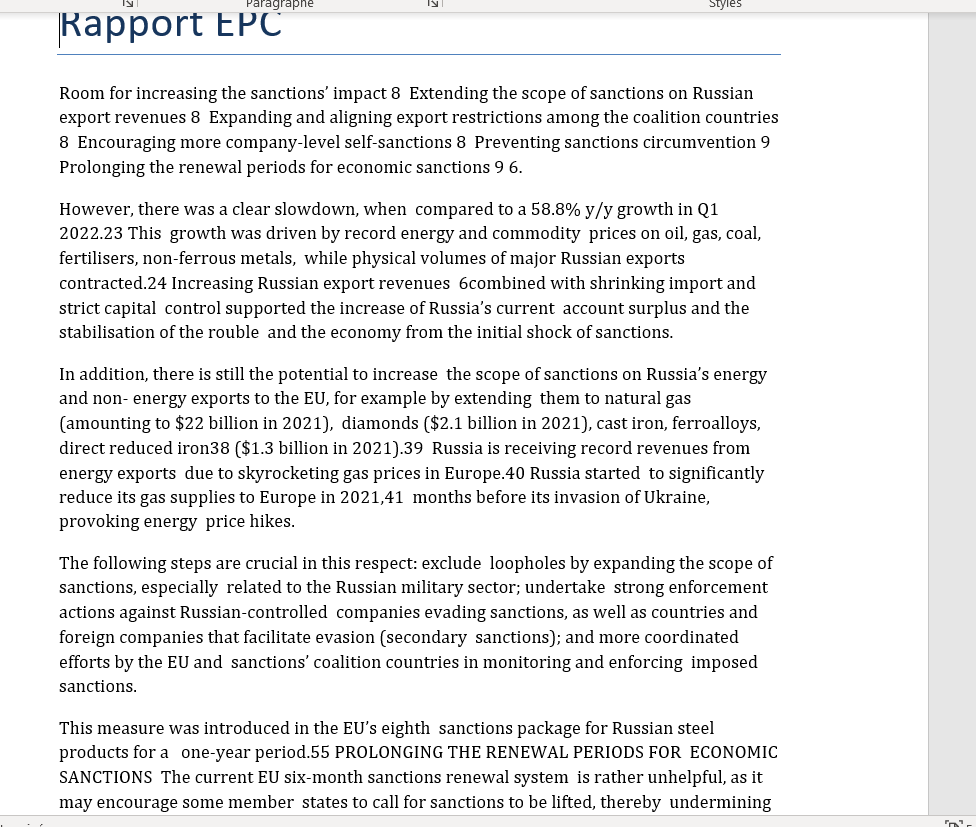 Paragraphe Styles
Rapport EPC
Room for increasing the sanctions’ impact 8  Extending the scope of sanctions on Russian
export revenues 8  Expanding and aligning export restrictions among the coalition countries
8  Encouraging more company-level self-sanctions 8  Preventing sanctions circumvention 9
Prolonging the renewal periods for economic sanctions 9 6.
However, there was a clear slowdown, when  compared to a 58.8% y/y growth in Q1
2022.23 This  growth was driven by record energy and commodity  prices on oil, gas, coal,
fertilisers, non-ferrous metals,  while physical volumes of major Russian exports
contracted.24 Increasing Russian export revenues  6combined with shrinking import and
strict capital  control supported the increase of Russia’s current  account surplus and the
stabilisation of the rouble  and the economy from the initial shock of sanctions.
In addition, there is still the potential to increase  the scope of sanctions on Russia’s energy
and non- energy exports to the EU, for example by extending  them to natural gas
(amounting to $22 billion in 2021),  diamonds ($2.1 billion in 2021), cast iron, ferroalloys,
direct reduced iron38 ($1.3 billion in 2021).39  Russia is receiving record revenues from
energy exports  due to skyrocketing gas prices in Europe.40 Russia started  to significantly
reduce its gas supplies to Europe in 2021,41  months before its invasion of Ukraine,
provoking energy  price hikes.
The following steps are crucial in this respect: exclude  loopholes by expanding the scope of
sanctions, especially  related to the Russian military sector; undertake  strong enforcement
actions against Russian-controlled  companies evading sanctions, as well as countries and
foreign companies that facilitate evasion (secondary  sanctions); and more coordinated
efforts by the EU and  sanctions’ coalition countries in monitoring and enforcing  imposed
sanctions.
This measure was introduced in the EU’s eighth  sanctions package for Russian steel
products for a   one-year period.55 PROLONGING THE RENEWAL PERIODS FOR  ECONOMIC
SANCTIONS  The current EU six-month sanctions renewal system  is rather unhelpful, as it
may encourage some member  states to call for sanctions to be lifted, thereby  undermining